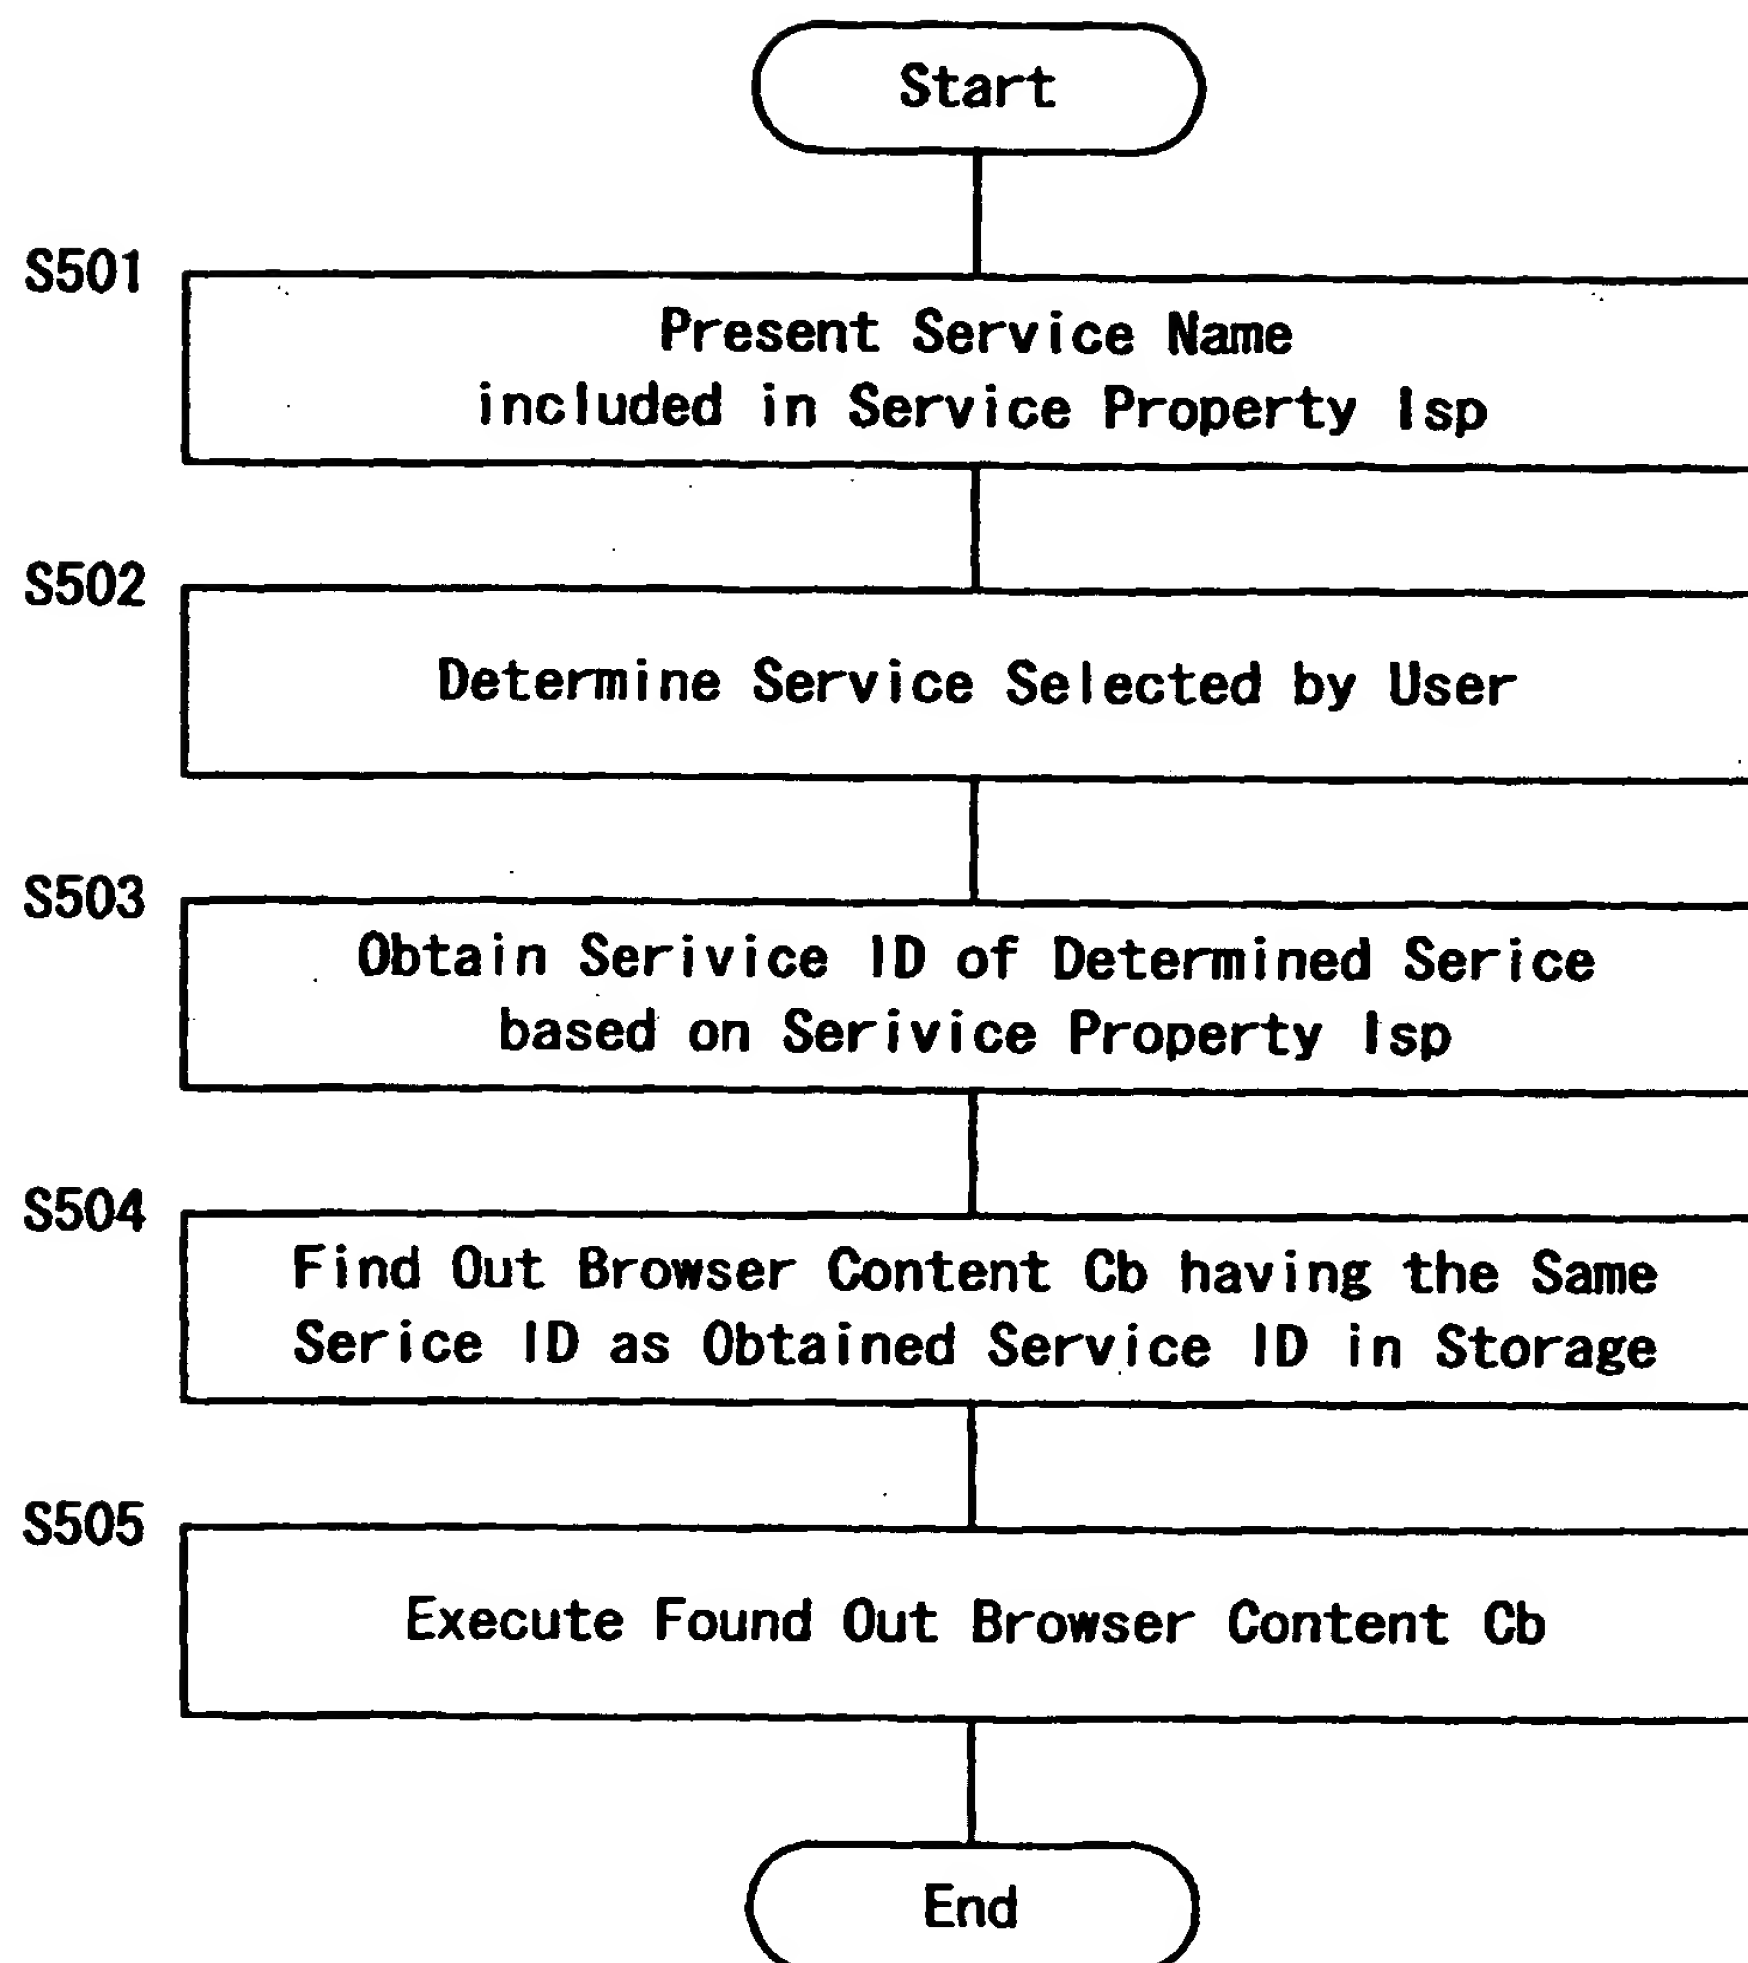 Start
S501
Present Service Name
included in Service Property Isp
S502
Determine Service Selected by User
S503
Obtain Serivice ID of Determined Serice
based on Serivice Property Isp
S504
Find Out Browser Content Cb having the Same
Serice ID as Obtained Service ID in Storage
S505
Execute Found Out Browser Content Cb
End